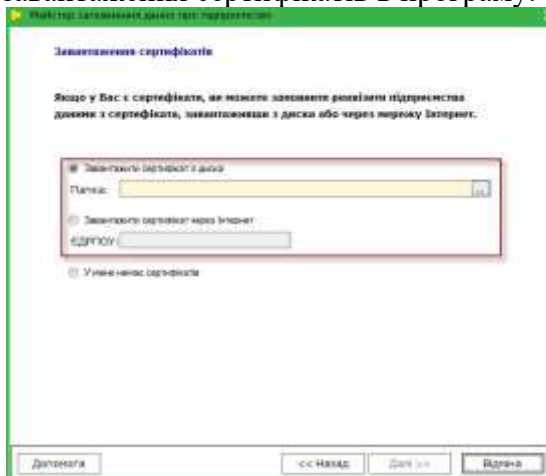 завантаження сертифікатів в програму.
Майстер заповнення даних про підприємство
Завантаження сертифікатів
Якщо у Вас є сертифікати, ви можете заповнити реквізити підприємства
даними з сертифіката, завантаживши з диска або через мережу Інтернет.
Завантажити сертифікат з диска
Папка:
...
Завантажити сертифікат через Інтернет
ЄДРПОУ:
У мене немає сертифікатів
Допомога
<< Назад
Далі >>
Відміна